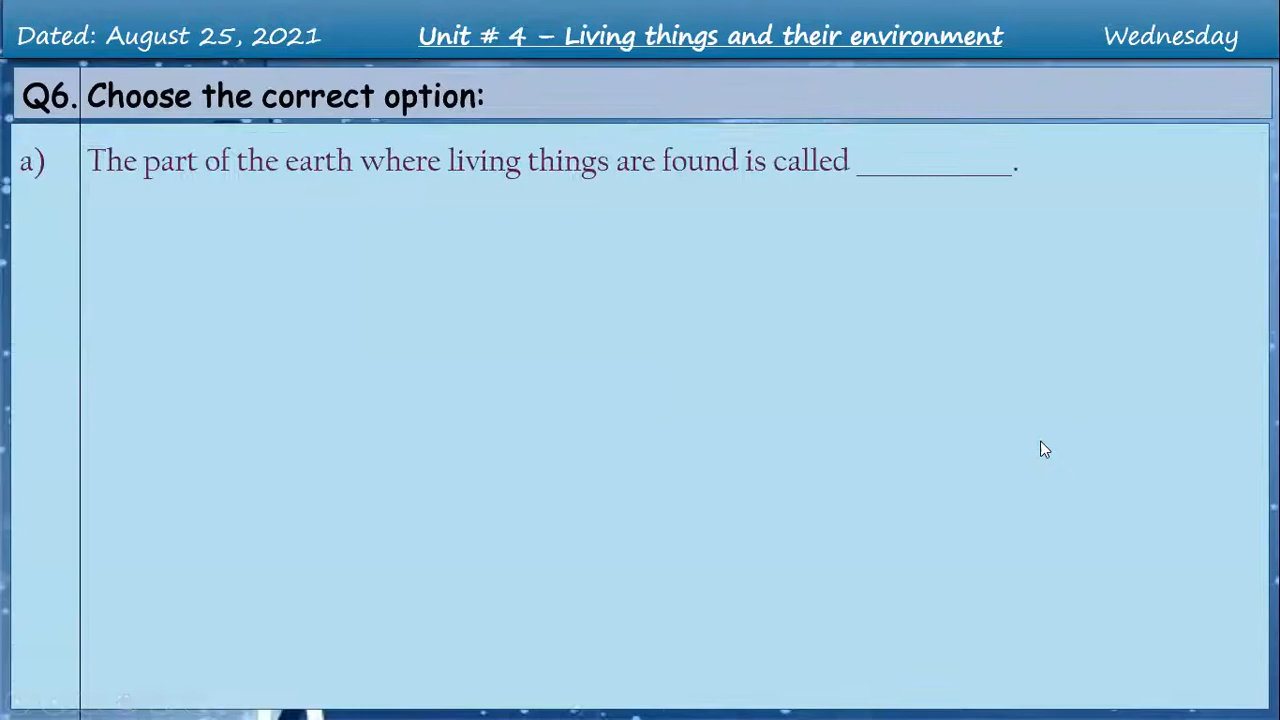 Dated: August 25, 2021 Unit # 4 – Living things and their environment Wednesday
Q6. Choose the correct option:
a) The part of the earth where living things are found is called __________.